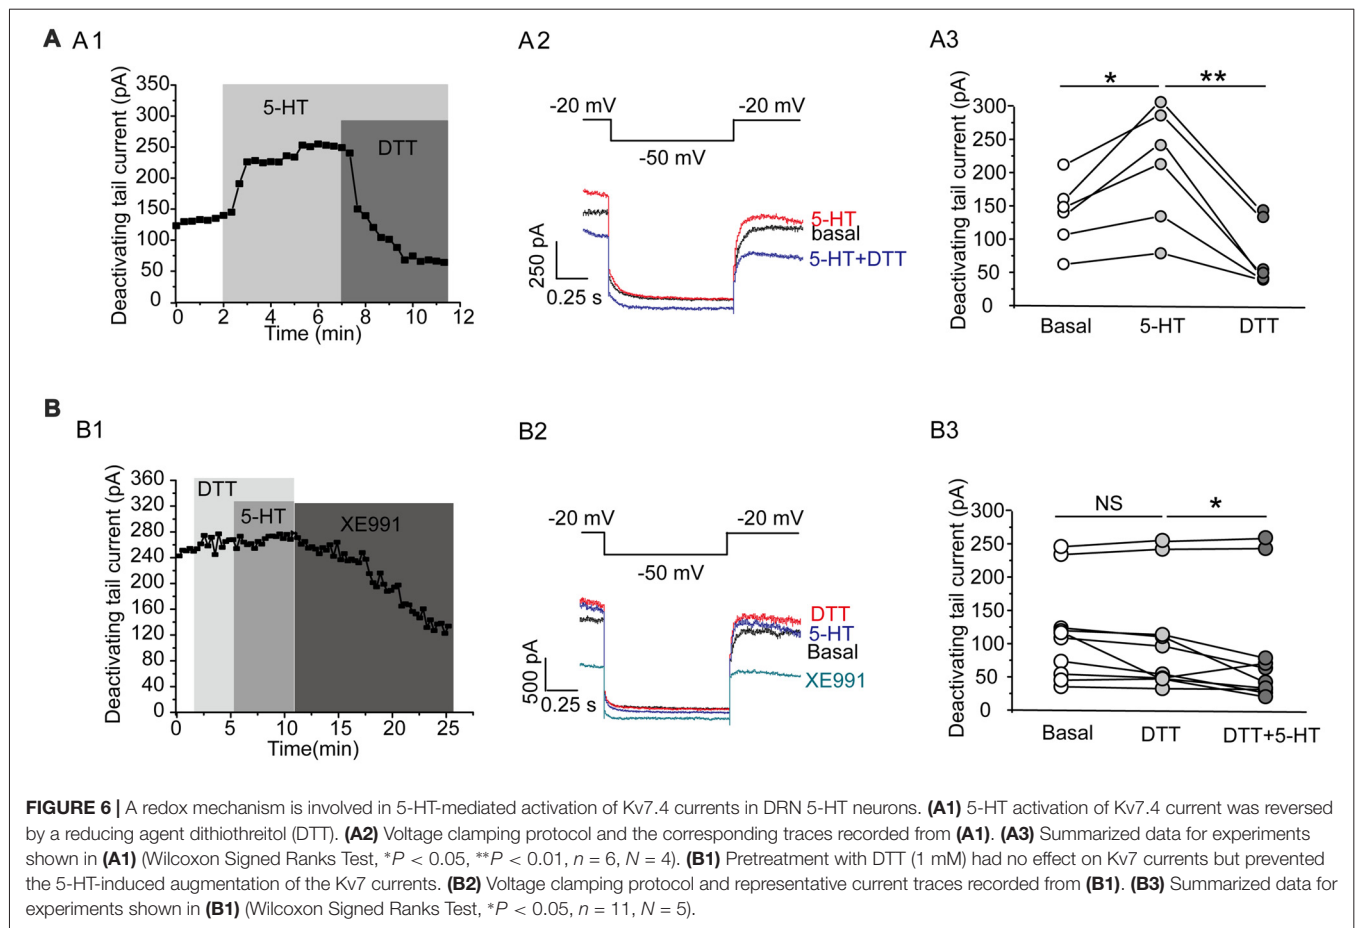 A A1
350
300
250
200
150
100
50
0
Deactivating tail current (pA)
5-HT
DTT
0 2 4 6 8 10 12
Time (min)
A2
-20 mV -20 mV
-50 mV
5-HT
basal
5-HT+DTT
250 pA
0.25 s
A3
* **
300
250
200
150
100
50
0
Deactivating tail current (pA)
Basal 5-HT DTT
B
B1
360
320
280
240
200
160
120
80
40
0
Deactivating tail current (pA)
DTT
5-HT
XE991
0 5 10 15 20 25
Time(min)
B2
-20 mV -20 mV
-50 mV
DTT
5-HT
Basal
XE991
500 pA
0.25 s
B3
NS *
300
250
200
150
100
50
0
Deactivating tail current (pA)
Basal DTT DTT+5-HT
FIGURE 6 | A redox mechanism is involved in 5-HT-mediated activation of Kv7.4 currents in DRN 5-HT neurons. (A1) 5-HT activation of Kv7.4 current was reversed
by a reducing agent dithiothreitol (DTT). (A2) Voltage clamping protocol and the corresponding traces recorded from (A1). (A3) Summarized data for experiments
shown in (A1) (Wilcoxon Signed Ranks Test, *P < 0.05, **P < 0.01, n = 6, N = 4). (B1) Pretreatment with DTT (1 mM) had no effect on Kv7 currents but prevented
the 5-HT-induced augmentation of the Kv7 currents. (B2) Voltage clamping protocol and representative current traces recorded from (B1). (B3) Summarized data for
experiments shown in (B1) (Wilcoxon Signed Ranks Test, *P < 0.05, n = 11, N = 5).